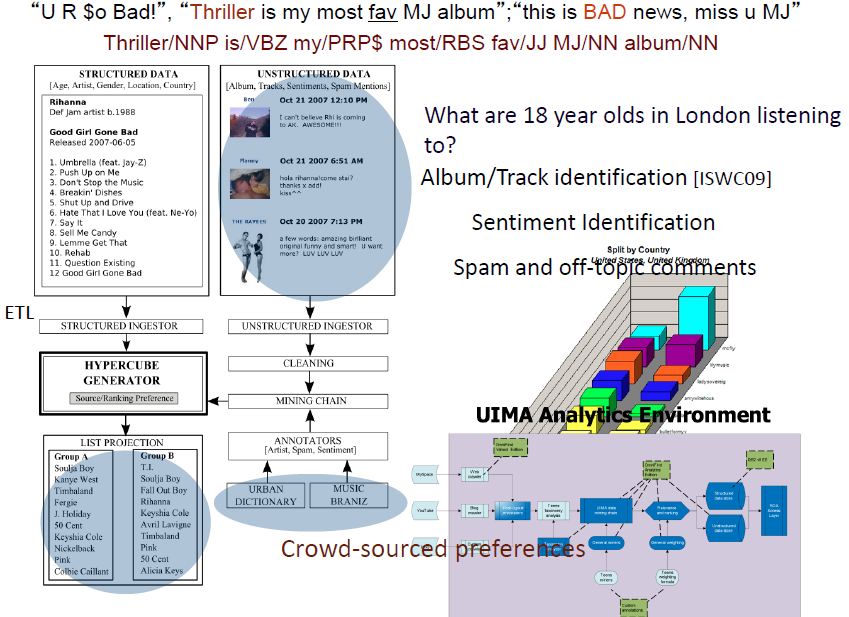 “U R $o Bad!”, “Thriller is my most fav MJ album”;“this is BAD news, miss u MJ”
Thriller/NNP is/VBZ my/PRP$ most/RBS fav/JJ MJ/NN album/NN
STRUCTURED DATA
[Age, Artist, Gender, Location, Country]
Rihanna
Def Jam artist b.1988
Good Girl Gone Bad
Released 2007-06-05
1. Umbrella (feat. Jay-Z)
2. Push Up on Me
3. Don't Stop the Music
4. Breakin' Dishes
5. Shut Up and Drive
6. Hate That I Love You (feat. Ne-Yo)
7. Say It
8. Sell Me Candy
9. Lemme Get That
10. Rehab
11. Question Existing
12 Good Girl Gone Bad
UNSTRUCTURED DATA
[Album, Tracks, Sentiments, Spam Mentions]
Oct 21 2007 12:10 PM
I can't believe Rhi is coming
to AK. AWESOME!!!
Oct 21 2007 6:51 AM
hola rihanna!come stai?
thanks x add!
kiss^^
Oct 20 2007 7:13 PM
a few words: amazing birlliant
original funny and smart! (I want
more? LUV LUV LUV
What are 18 year olds in London listening
to?
Album/Track identification [ISWC09]
Sentiment Identification
Split by Country
United States, United Kingdom
Spam and off-topic comments
ETL
STRUCTURED INGESTOR
UNSTRUCTURED INGESTOR
HYPERCUBE
GENERATOR
Source/Ranking Preference
CLEANING
MINING CHAIN
ANNOTATORS
[Artist, Spam, Sentiment]
URBAN
DICTIONARY
MUSIC
BRANIZ
LIST PROJECTION
Group A
Soulja Boy
Kanye West
Timbaland
Fergie
J. Holiday
50 Cent
Keyshia Cole
Nickelback
Pink
Colbie Caillant
Group B
T.I.
Soulja Boy
Fall Out Boy
Rihanna
Keyshia Cole
Avril Lavigne
Timbaland
Pink
50 Cent
Alicia Keys
UIMA Analytics Environment
YouTube
Crowd-sourced preferences